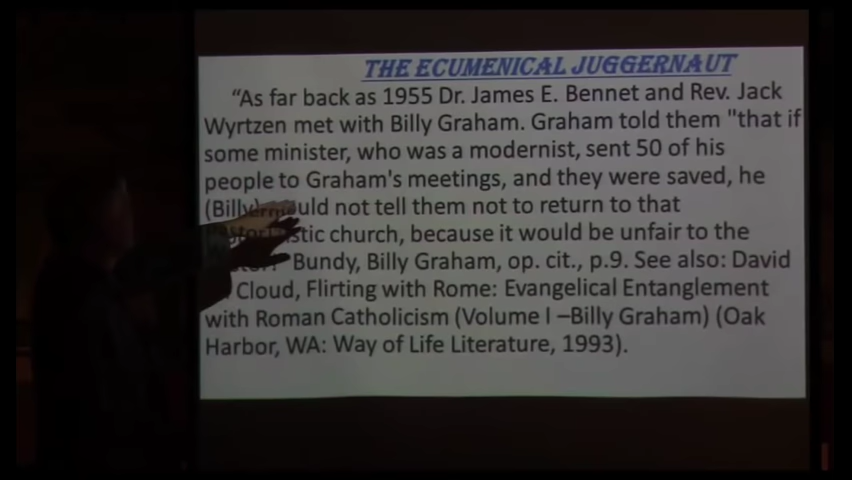 THE ECUMENICAL JUGGERNAUT
“As far back as 1955 Dr. James E. Bennet and Rev. Jack
Wyrtzen met with Billy Graham. Graham told them "that if
some minister, who was a modernist, sent 50 of his
people to Graham's meetings, and they were saved, he
(Billy) would not tell them not to return to that
church, because it would be unfair to the
Bundy, Billy Graham, op. cit., p.9. See also: David
Cloud, Flirting with Rome: Evangelical Entanglement
with Roman Catholicism (Volume I –Billy Graham) (Oak
Harbor, WA: Way of Life Literature, 1993).